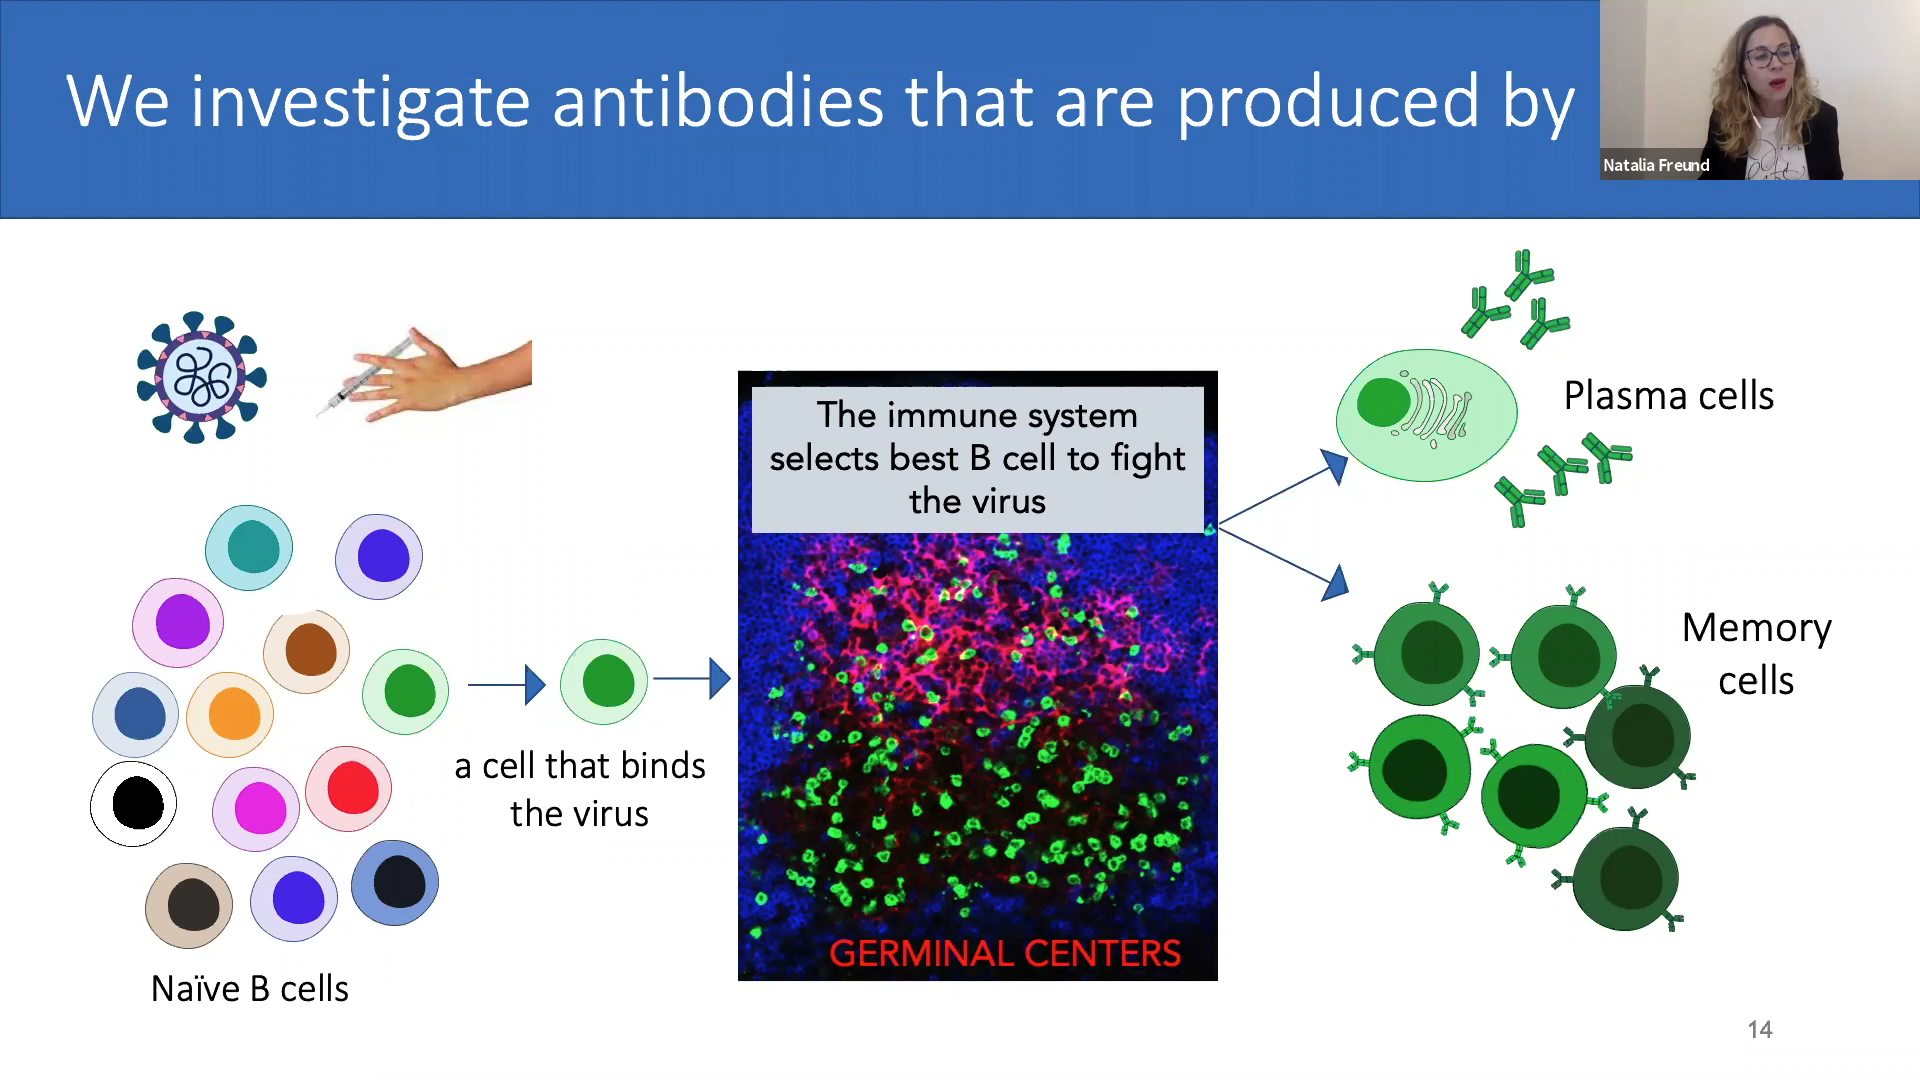 We investigate antibodies that are produced by
Natalia Freund
The immune system
selects best B cell to fight
the virus
GERMINAL CENTERS
a cell that binds
the virus
Naïve B cells
Plasma cells
Memory
cells
14